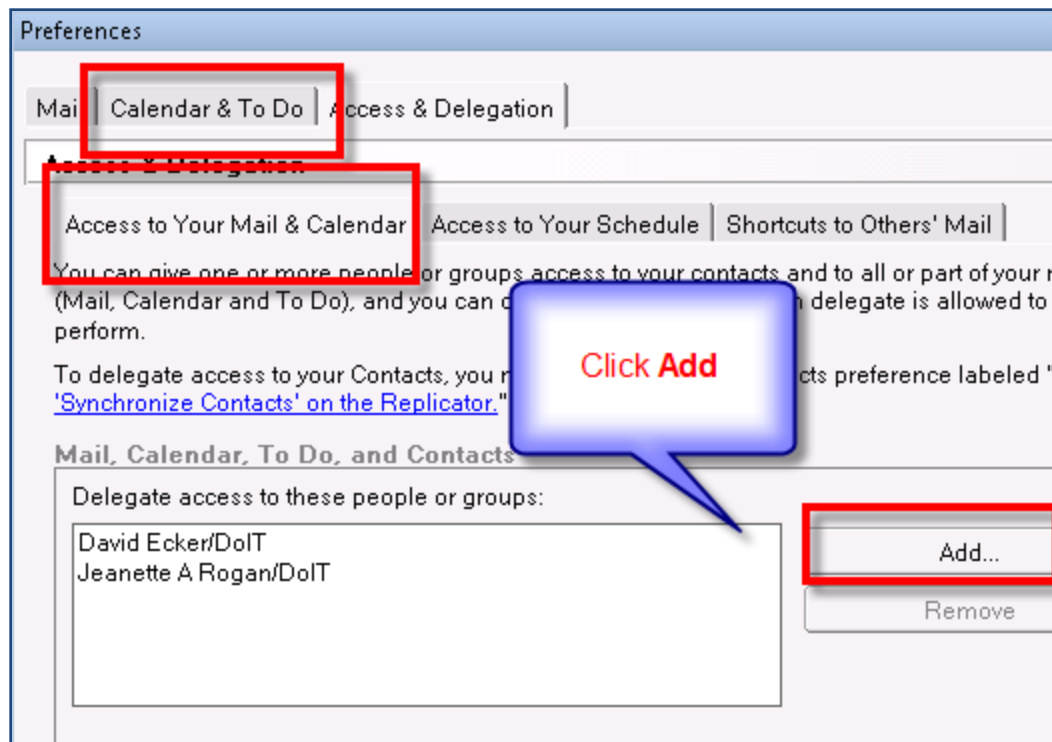 Preferences
Mail Calendar & To Do Access & Delegation
Access & Delegation
Access to Your Mail & Calendar Access to Your Schedule Shortcuts to Others' Mail
You can give one or more people or groups access to your contacts and to all or part of your
(Mail, Calendar and To Do), and you can delegate is allowed to
perform.
To delegate access to your Contacts, you preference labeled "
'Synchronize Contacts' on the Replicator."
Click Add
Mail, Calendar, To Do, and Contacts
Delegate access to these people or groups:
David Ecker/DoIT
Jeanette A Rogan/DoIT
Add...
Remove